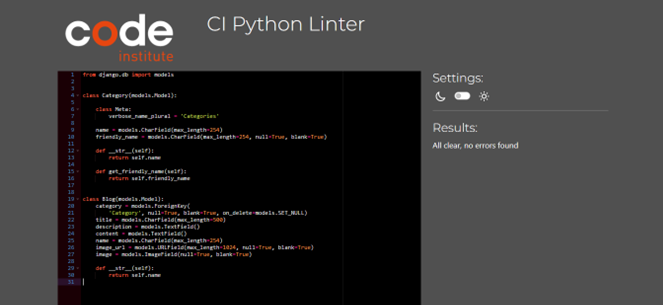 code
institute
CI Python Linter
Settings:
Results:
All clear, no errors found
1 from django.db import models
2
3
4 class Category(models.Model):
5
6 class Meta:
7 verbose_name_plural = 'Categories'
8
9 name = models.CharField(max_length=254)
10 friendly_name = models.CharField(max_length=254, null=True, blank=True)
11
12 def __str__(self):
13 return self.name
14
15 def get_friendly_name(self):
16 return self.friendly_name
17
18
19 class Blog(models.Model):
20 category = models.ForeignKey(
21 'Category', null=True, blank=True, on_delete=models.SET_NULL)
22 title = models.CharField(max_length=500)
23 description = models.TextField()
24 content = models.TextField()
25 name = models.CharField(max_length=254)
26 image_url = models.URLField(max_length=1024, null=True, blank=True)
27 image = models.ImageField(null=True, blank=True)
28
29 def __str__(self):
30 return self.name
31